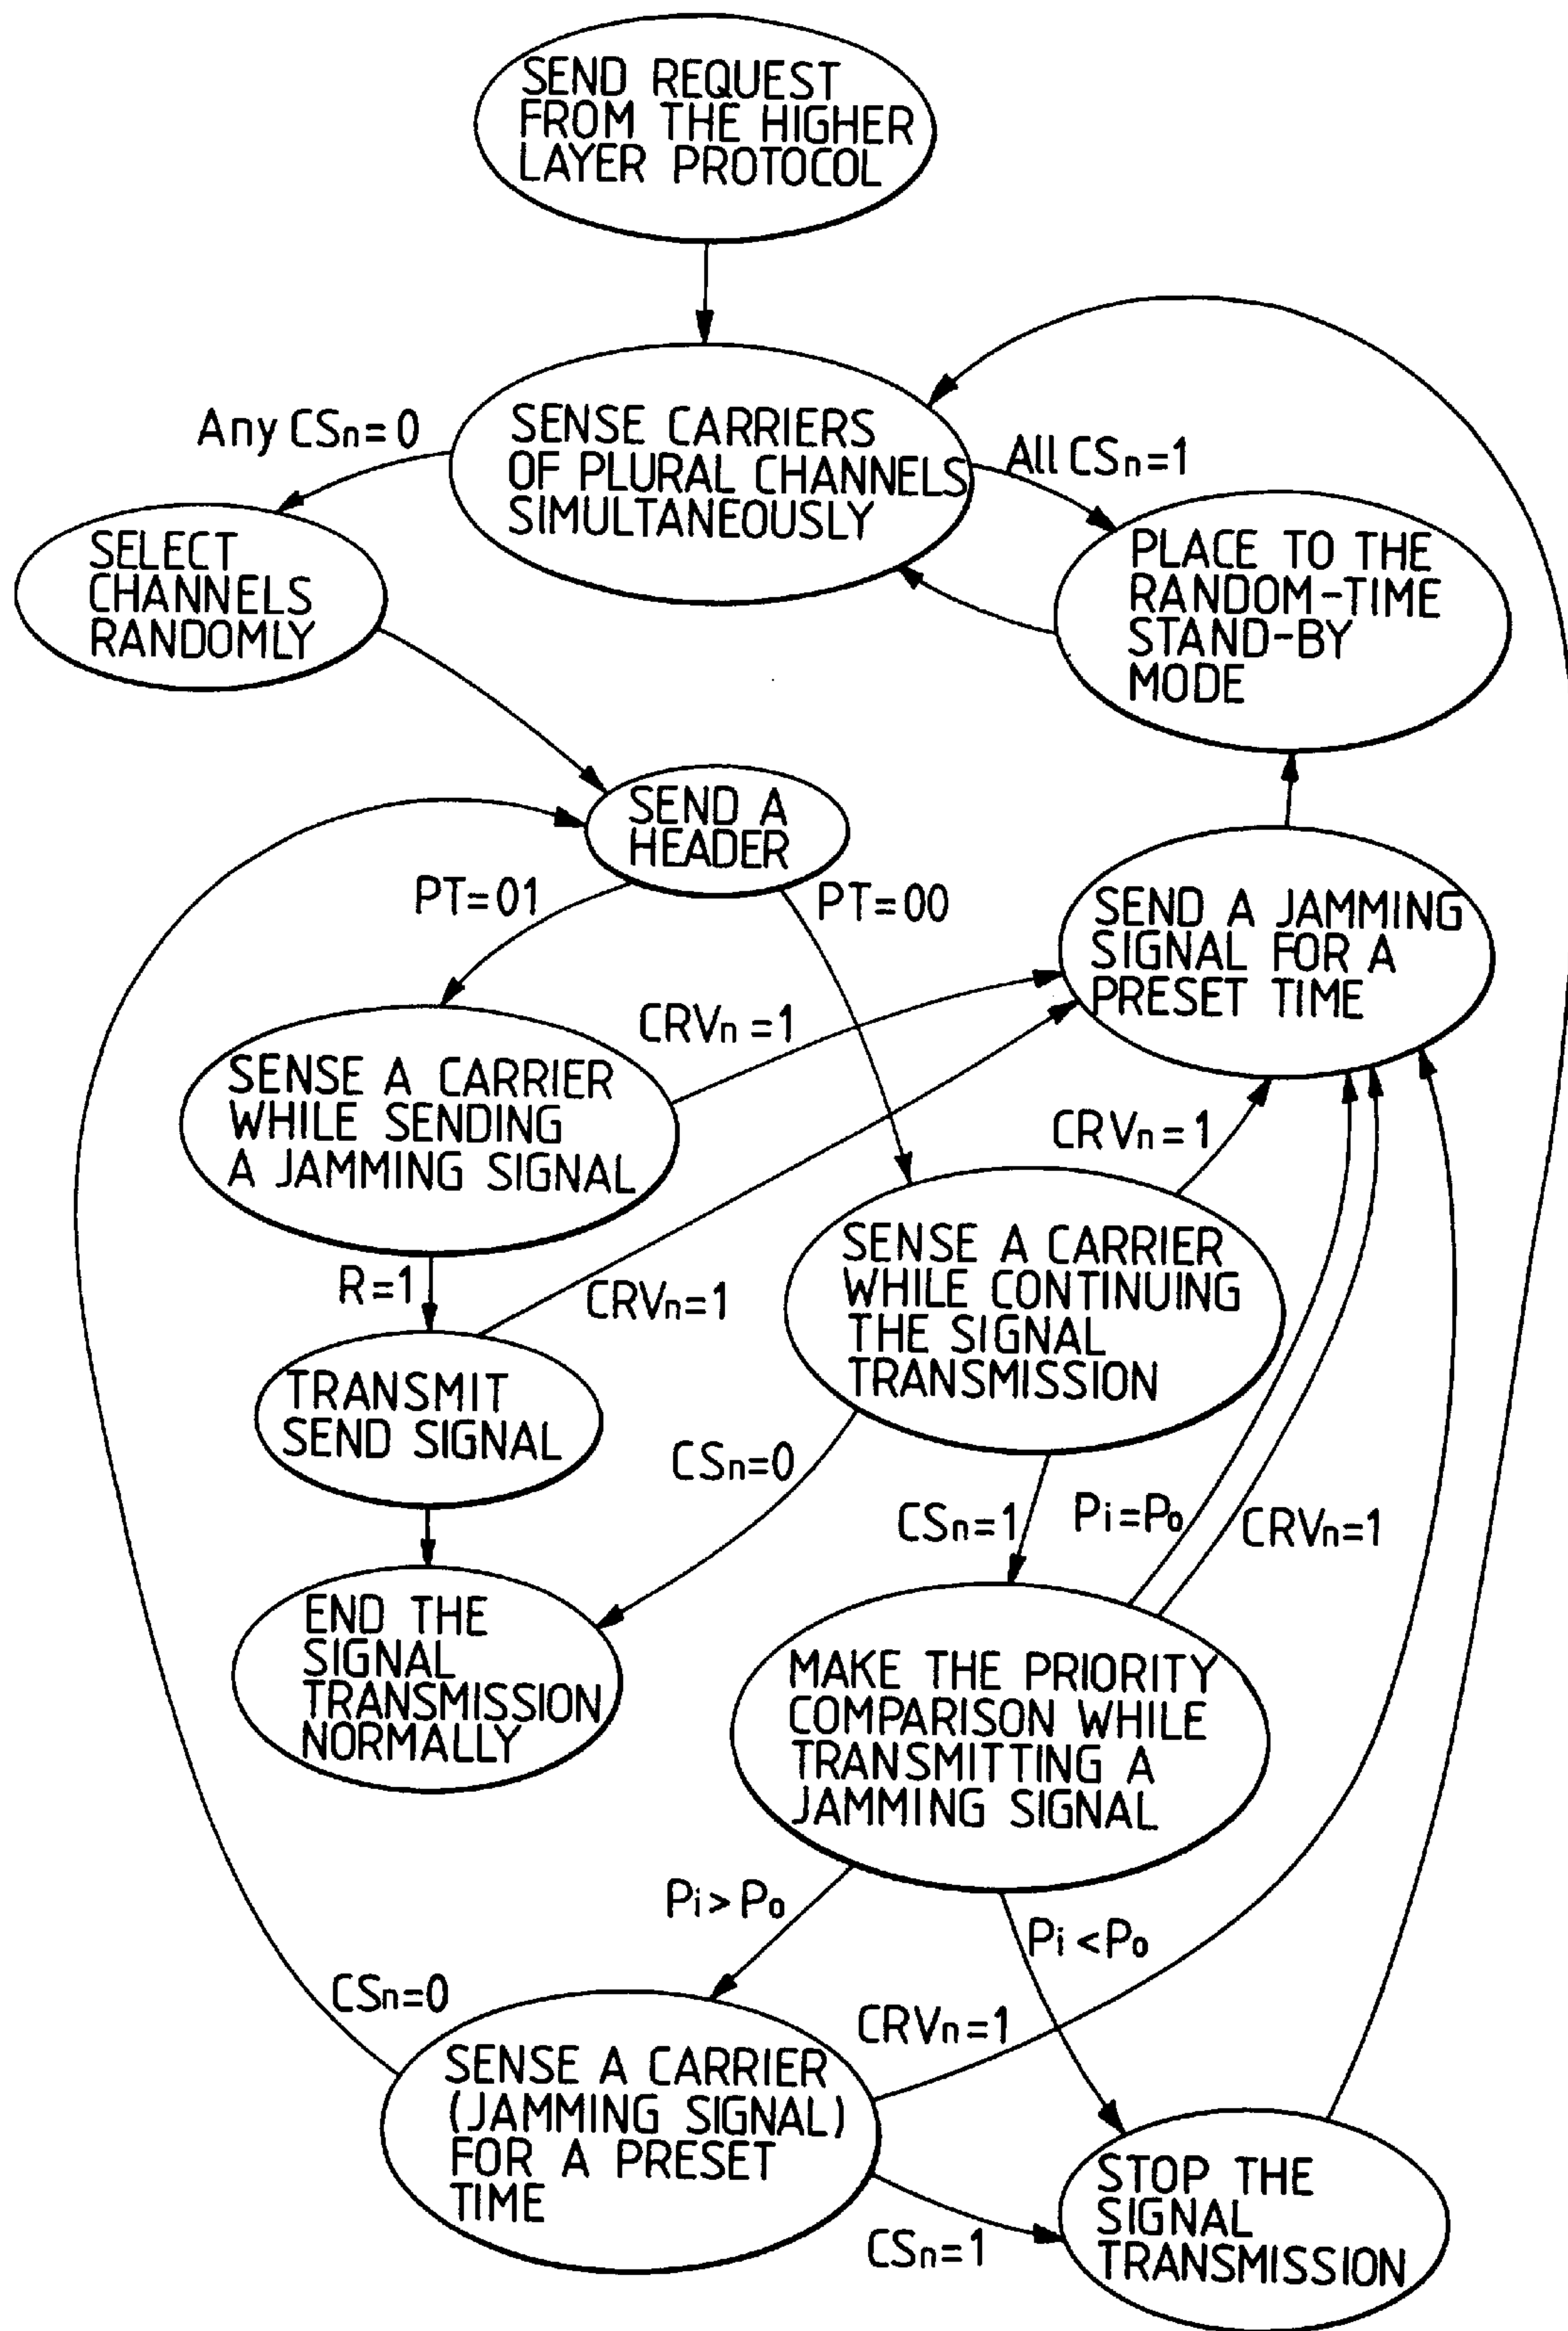 SEND REQUEST
FROM THE HIGHER
LAYER PROTOCOL
Any CSn=0
SENSE CARRIERS
OF PLURAL CHANNELS
SIMULTANEOUSLY
All CSn=1
SELECT
CHANNELS
RANDOMLY
PLACE TO THE
RANDOM-TIME
STAND-BY
MODE
SEND A
HEADER
PT=01
PT=00
SEND A JAMMING
SIGNAL FOR A
PRESET TIME
CRVn=1
SENSE A CARRIER
WHILE SENDING
A JAMMING SIGNAL
CRVn=1
R=1
CRVn=1
SENSE A CARRIER
WHILE CONTINUING
THE SIGNAL
TRANSMISSION
TRANSMIT
SEND SIGNAL
CSn=0
CSn=1
Pi=Po
CRVn=1
END THE
SIGNAL
TRANSMISSION
NORMALLY
MAKE THE PRIORITY
COMPARISON WHILE
TRANSMITTING A
JAMMING SIGNAL
Pi>Po
Pi<Po
CSn=0
CRVn=1
SENSE A CARRIER
(JAMMING SIGNAL)
FOR A PRESET
TIME
CSn=1
STOP THE
SIGNAL
TRANSMISSION